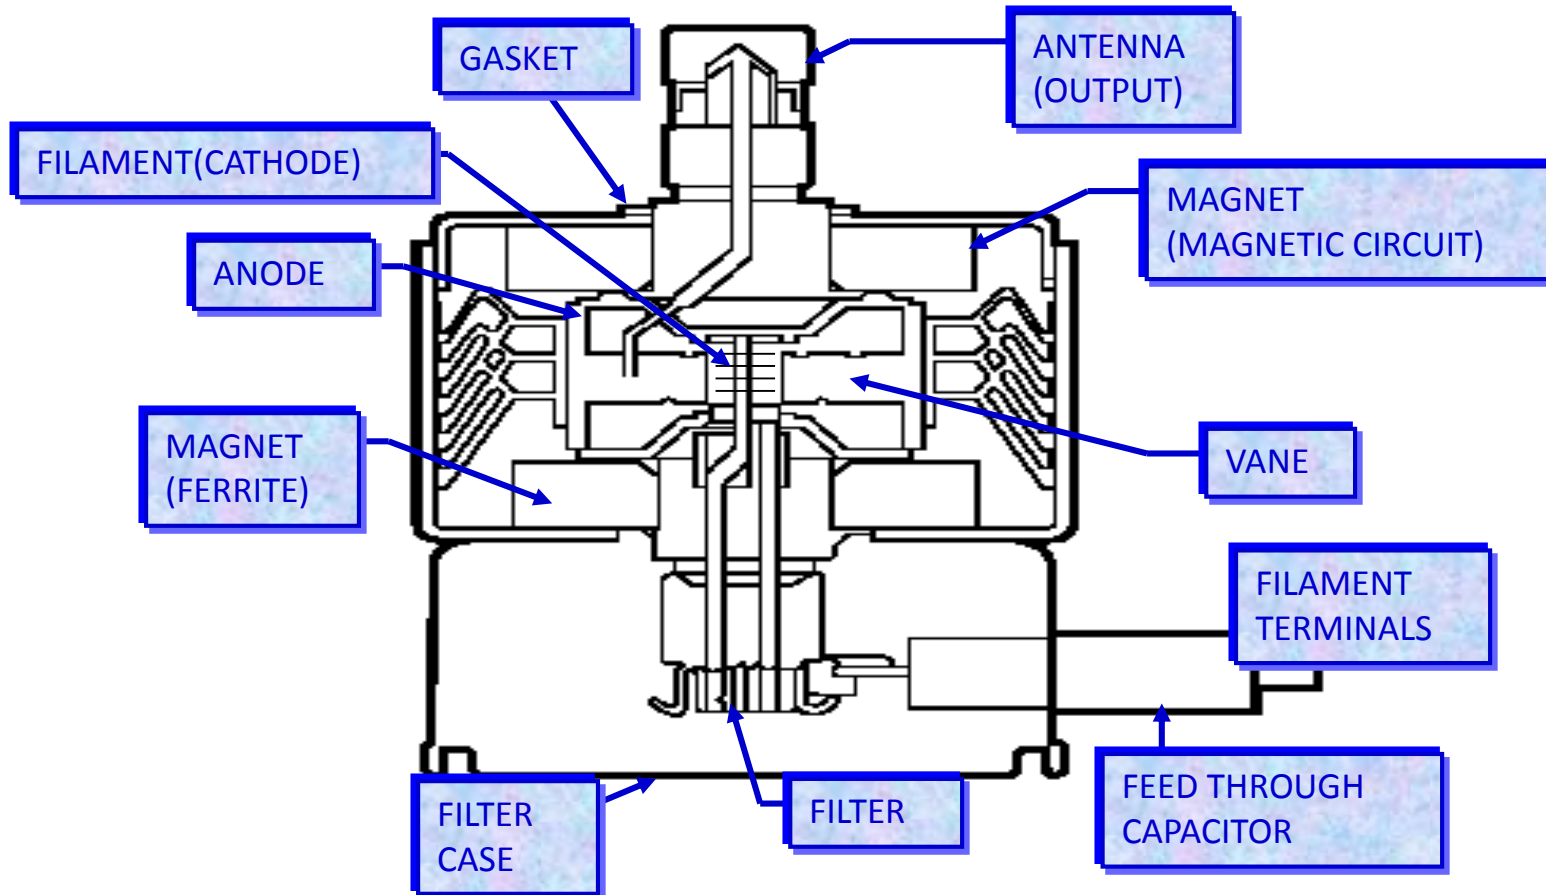 GASKET
ANTENNA
(OUTPUT)
FILAMENT(CATHODE)
MAGNET
(MAGNETIC CIRCUIT)
ANODE
MAGNET
(FERRITE)
VANE
FILAMENT
TERMINALS
FILTER
CASE
FILTER
FEED THROUGH
CAPACITOR